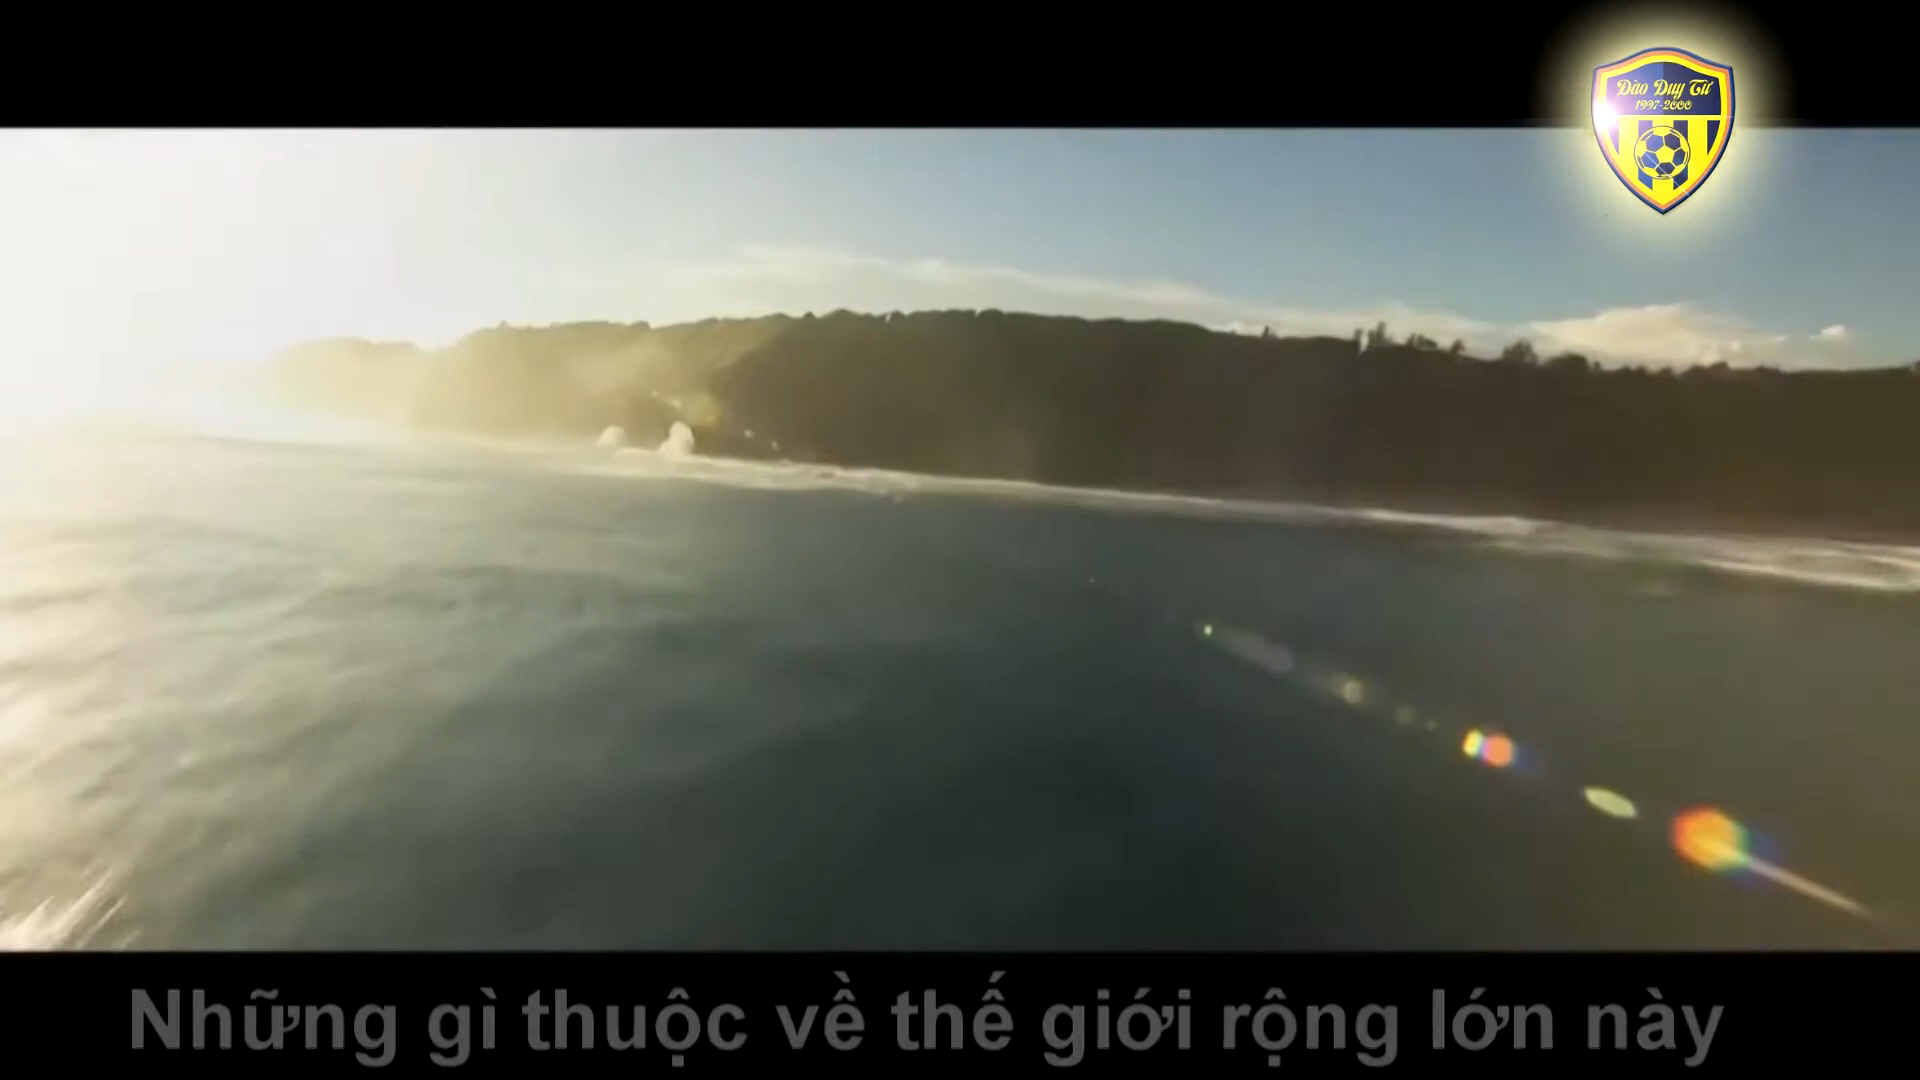 Đào Duy Từ
1997-2000
Những gì thuộc về thế giới rộng lớn này